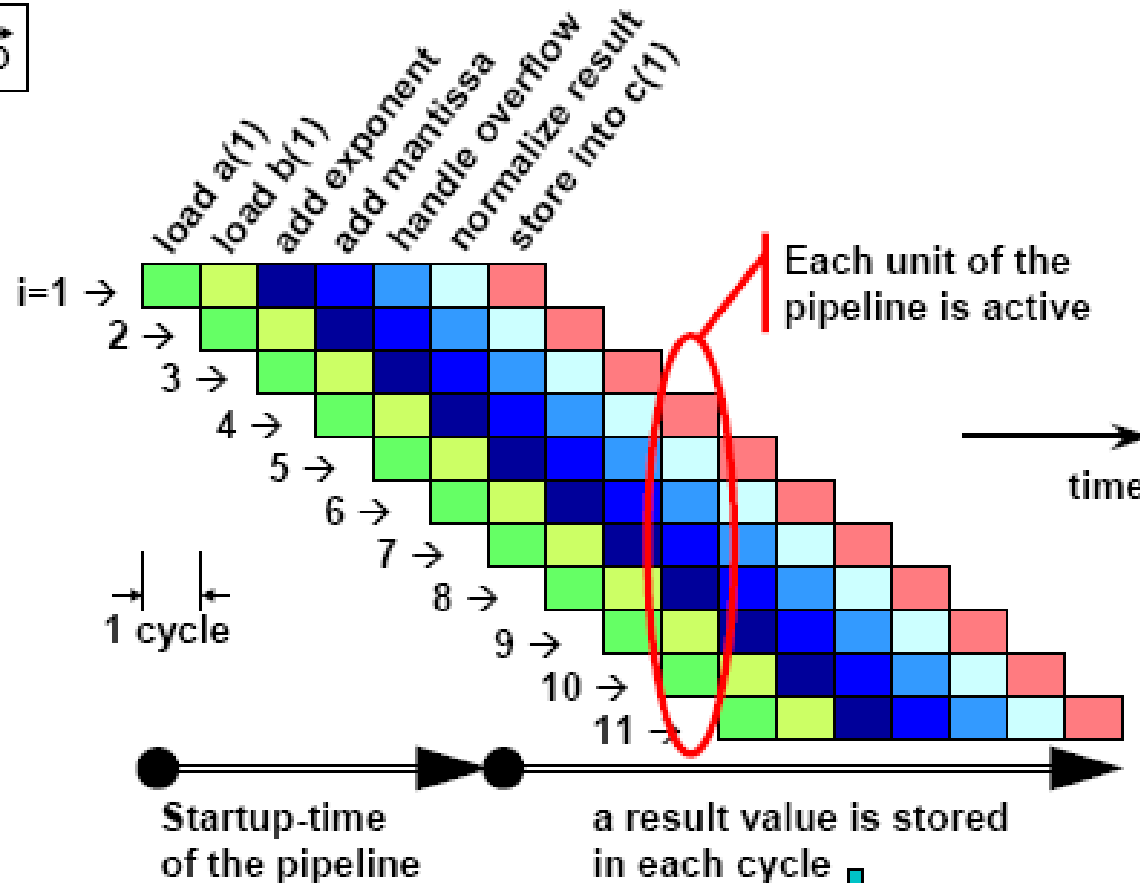 load a(1)
load b(1)
add exponent
add mantissa
handle overflow
normalize result
store into c(1)
Each unit of the
pipeline is active
i=1 →
2 →
3 →
4 →
5 →
6 →
7 →
8 →
9 →
10 →
11 →
time
1 cycle
Startup-time
of the pipeline
a result value is stored
in each cycle